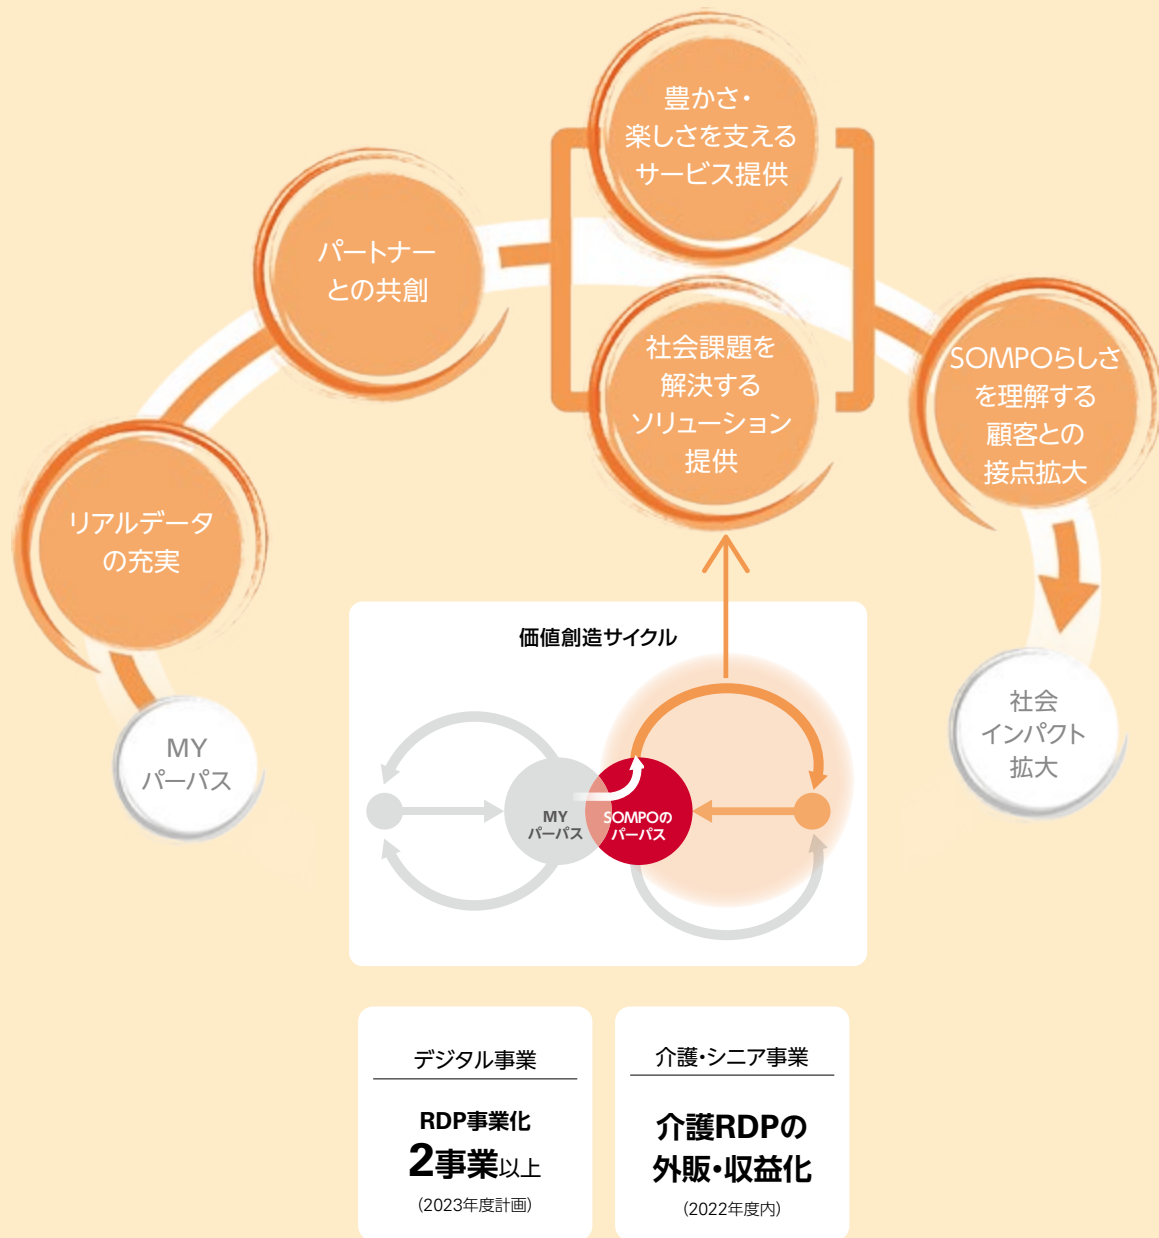 豊かさ・
楽しさを支える
サービス提供
パートナー
との共創
社会課題を
解決する
ソリューション
提供
SOMPOらしさ
を理解する
顧客との
接点拡大
リアルデータ
の充実
MY
パーパス
社会
インパクト
拡大
価値創造サイクル
MY
パーパス
SOMPOの
パーパス
デジタル事業
RDP事業化
2事業以上
(2023年度計画)
介護・シニア事業
介護RDPの
外販・収益化
(2022年度内)